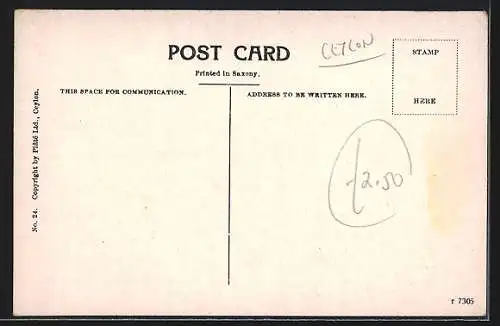 POST CARD
CEYLON
Printed in Saxony.
STAMP
HERE
THIS SPACE FOR COMMUNICATION.
ADDRESS TO BE WRITTEN HERE.
No. 24. Copyright by Plâté Ltd., Ceylon.
2.50
r 7305